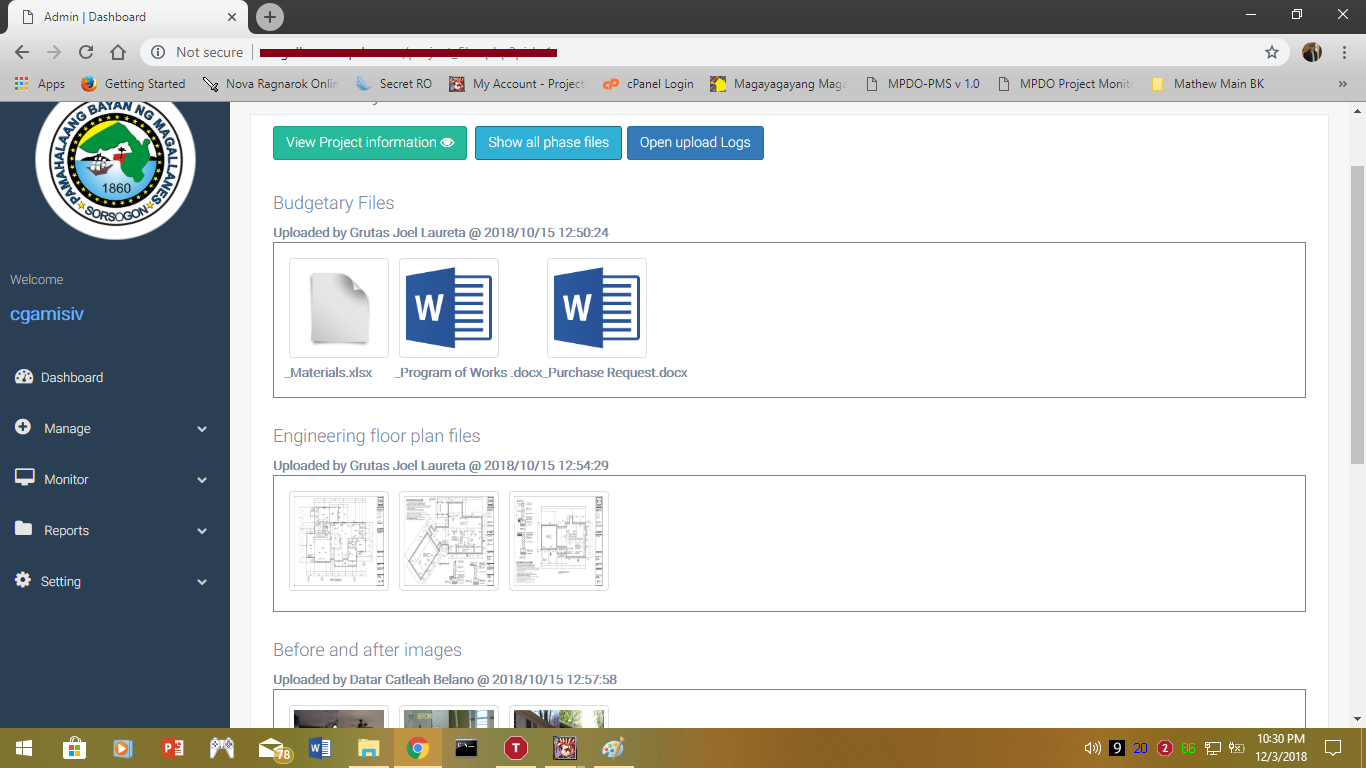 Admin | Dashboard
Not secure
Apps
Getting Started
Nova Ragnarok Onlin
Secret RO
My Account - Project
cPanel Login
Magayagayang Maga
MPDO-PMS v 1.0
MPDO Project Monit
Mathew Main BK
PAMAHALAANG BAYAN NG MAGALLANES
1860
SORSOGON
View Project information
Show all phase files
Open upload Logs
Welcome
cgamisiv
Dashboard
Manage
Monitor
Reports
Setting
Budgetary Files
Uploaded by Grutas Joel Laureta @ 2018/10/15 12:50:24
W
W
_Materials.xlsx
_Program of Works .docx
_Purchase Request.docx
Engineering floor plan files
Uploaded by Grutas Joel Laureta @ 2018/10/15 12:54:29
Before and after images
Uploaded by Datar Catleah Belano @ 2018/10/15 12:57:58
BEFORE
78
T
9
20
2
86
10:30 PM
12/3/2018